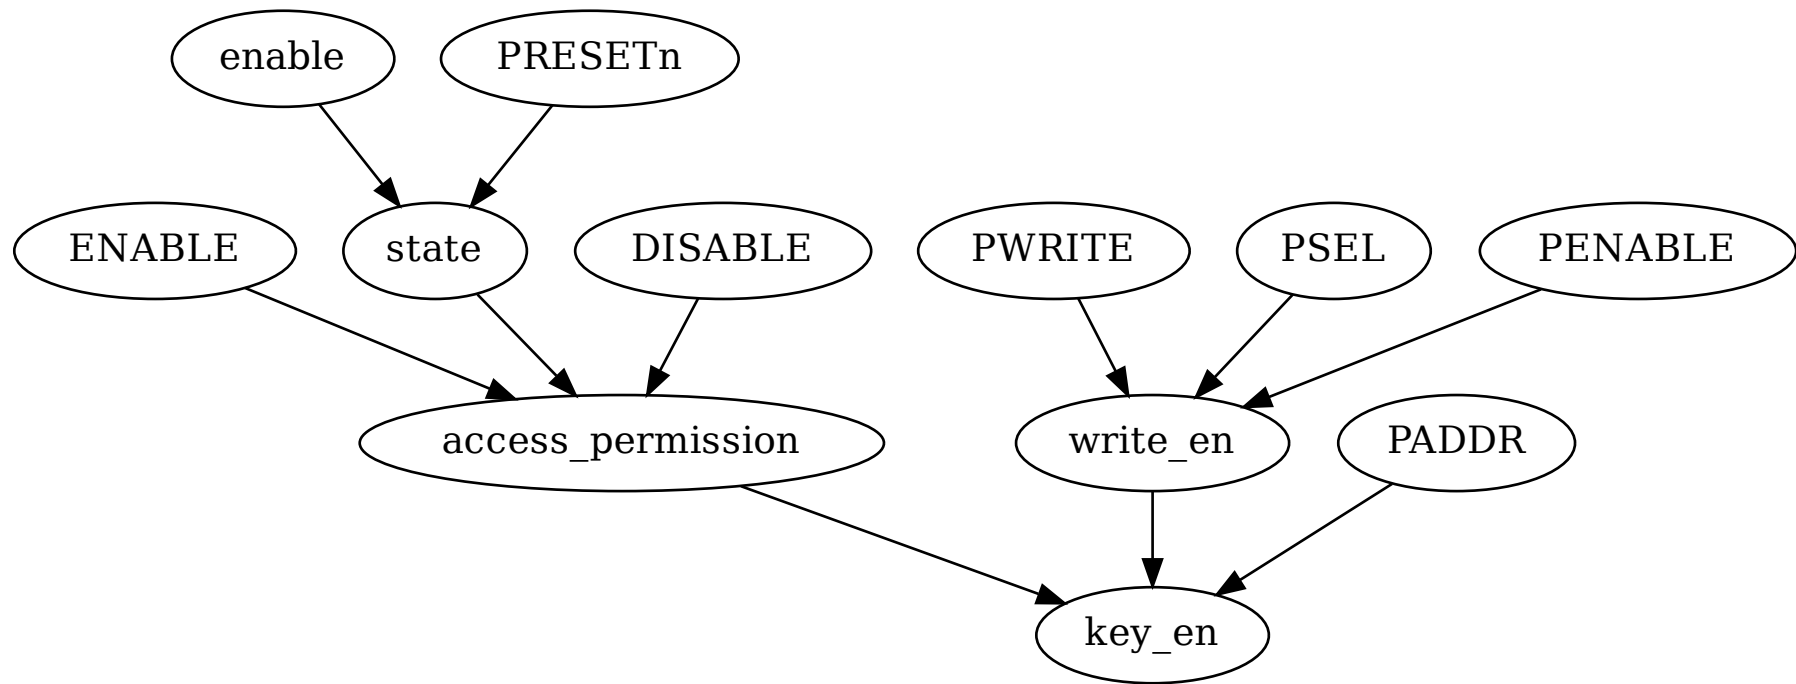 enable PRESETn
ENABLE state DISABLE PWRITE PSEL PENABLE
access_permission write_en PADDR
key_en